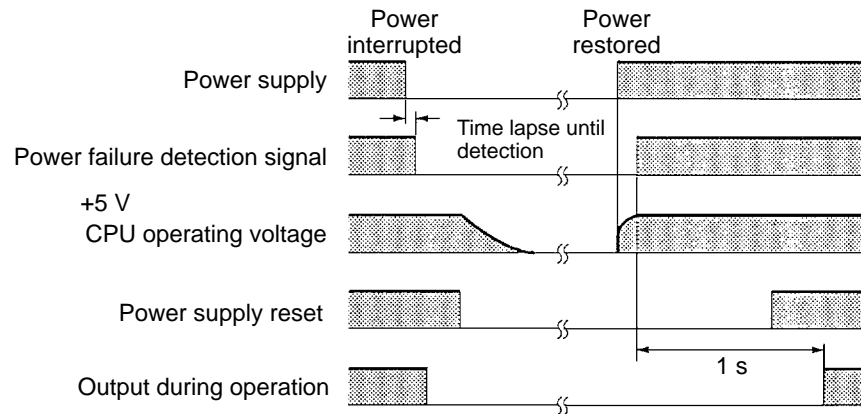 Power
interrupted
Power
restored
Power supply
Time lapse until
detection
Power failure detection signal
+5 V
CPU operating voltage
Power supply reset
1 s
Output during operation